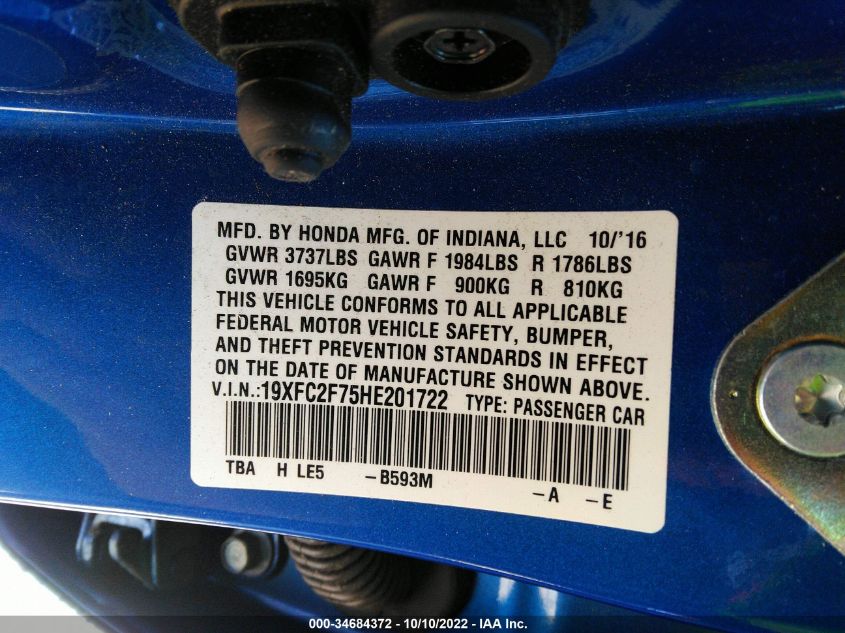 MFD. BY HONDA MFG. OF INDIANA, LLC 10/'16
GVWR 3737LBS GAWR F 1984LBS R 1786LBS
GVWR 1695KG GAWR F 900KG R 810KG
THIS VEHICLE CONFORMS TO ALL APPLICABLE
FEDERAL MOTOR VEHICLE SAFETY, BUMPER,
AND THEFT PREVENTION STANDARDS IN EFFECT
ON THE DATE OF MANUFACTURE SHOWN ABOVE.
V.I.N.:19XFC2F75HE201722 TYPE: PASSENGER CAR
TBA H LE5 -B593M
-A -E
000-34684372 - 10/10/2022 - IAA Inc.